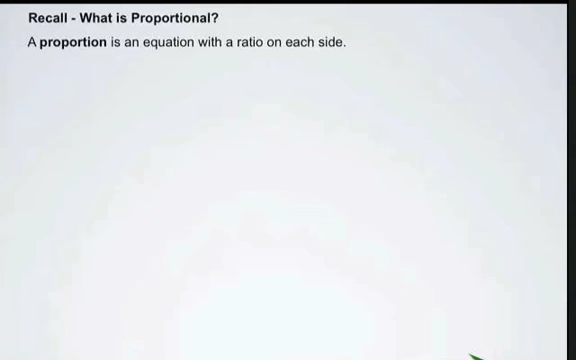 Recall - What is Proportional?
A proportion is an equation with a ratio on each side.